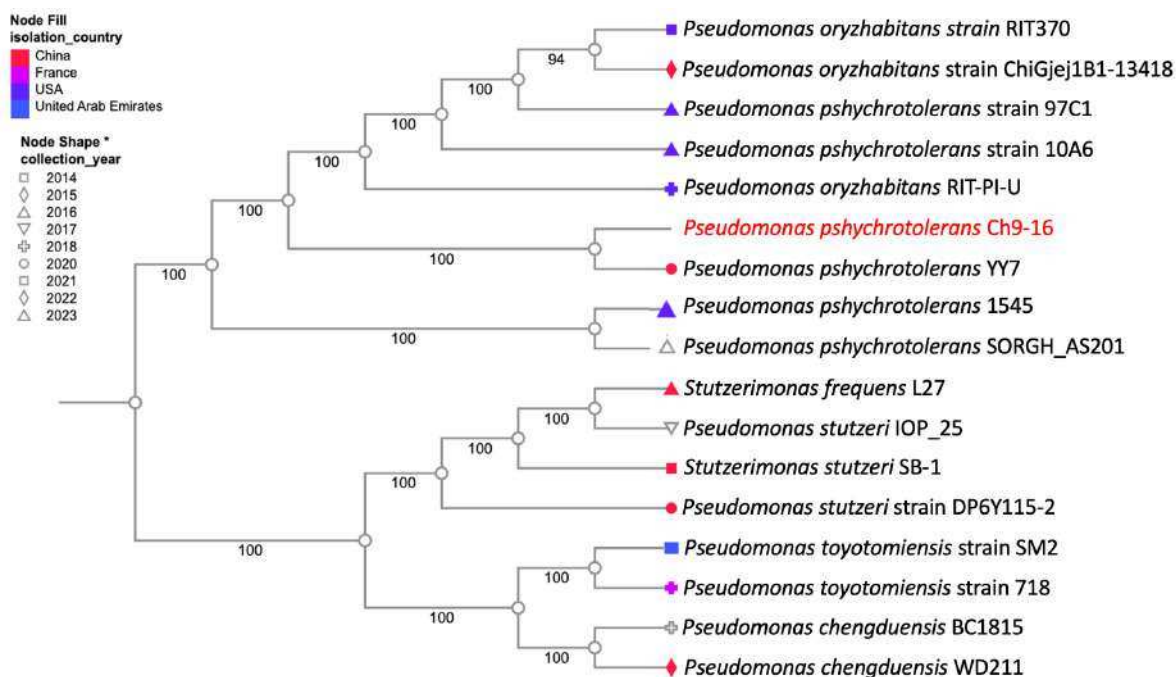 Node Fill
isolation_country
China
France
USA
United Arab Emirates
Node Shape *
collection_year
2014
2015
2016
2017
2018
2020
2021
2022
2023
Pseudomonas oryzhabitans strain RIT370
94
Pseudomonas oryzhabitans strain ChiGjej1B1-13418
100
Pseudomonas pshychrotolerans strain 97C1
100
Pseudomonas pshychrotolerans strain 10A6
100
Pseudomonas oryzhabitans RIT-PI-U
100
Pseudomonas pshychrotolerans Ch9-16
100
Pseudomonas pshychrotolerans YY7
100
Pseudomonas pshychrotolerans 1545
100
Pseudomonas pshychrotolerans SORGH_AS201
Stutzerimonas frequens L27
100
Pseudomonas stutzeri IOP_25
100
Stutzerimonas stutzeri SB-1
100
Pseudomonas stutzeri strain DP6Y115-2
100
Pseudomonas toyotomiensis strain SM2
100
Pseudomonas toyotomiensis strain 718
100
Pseudomonas chengduensis BC1815
100
Pseudomonas chengduensis WD211